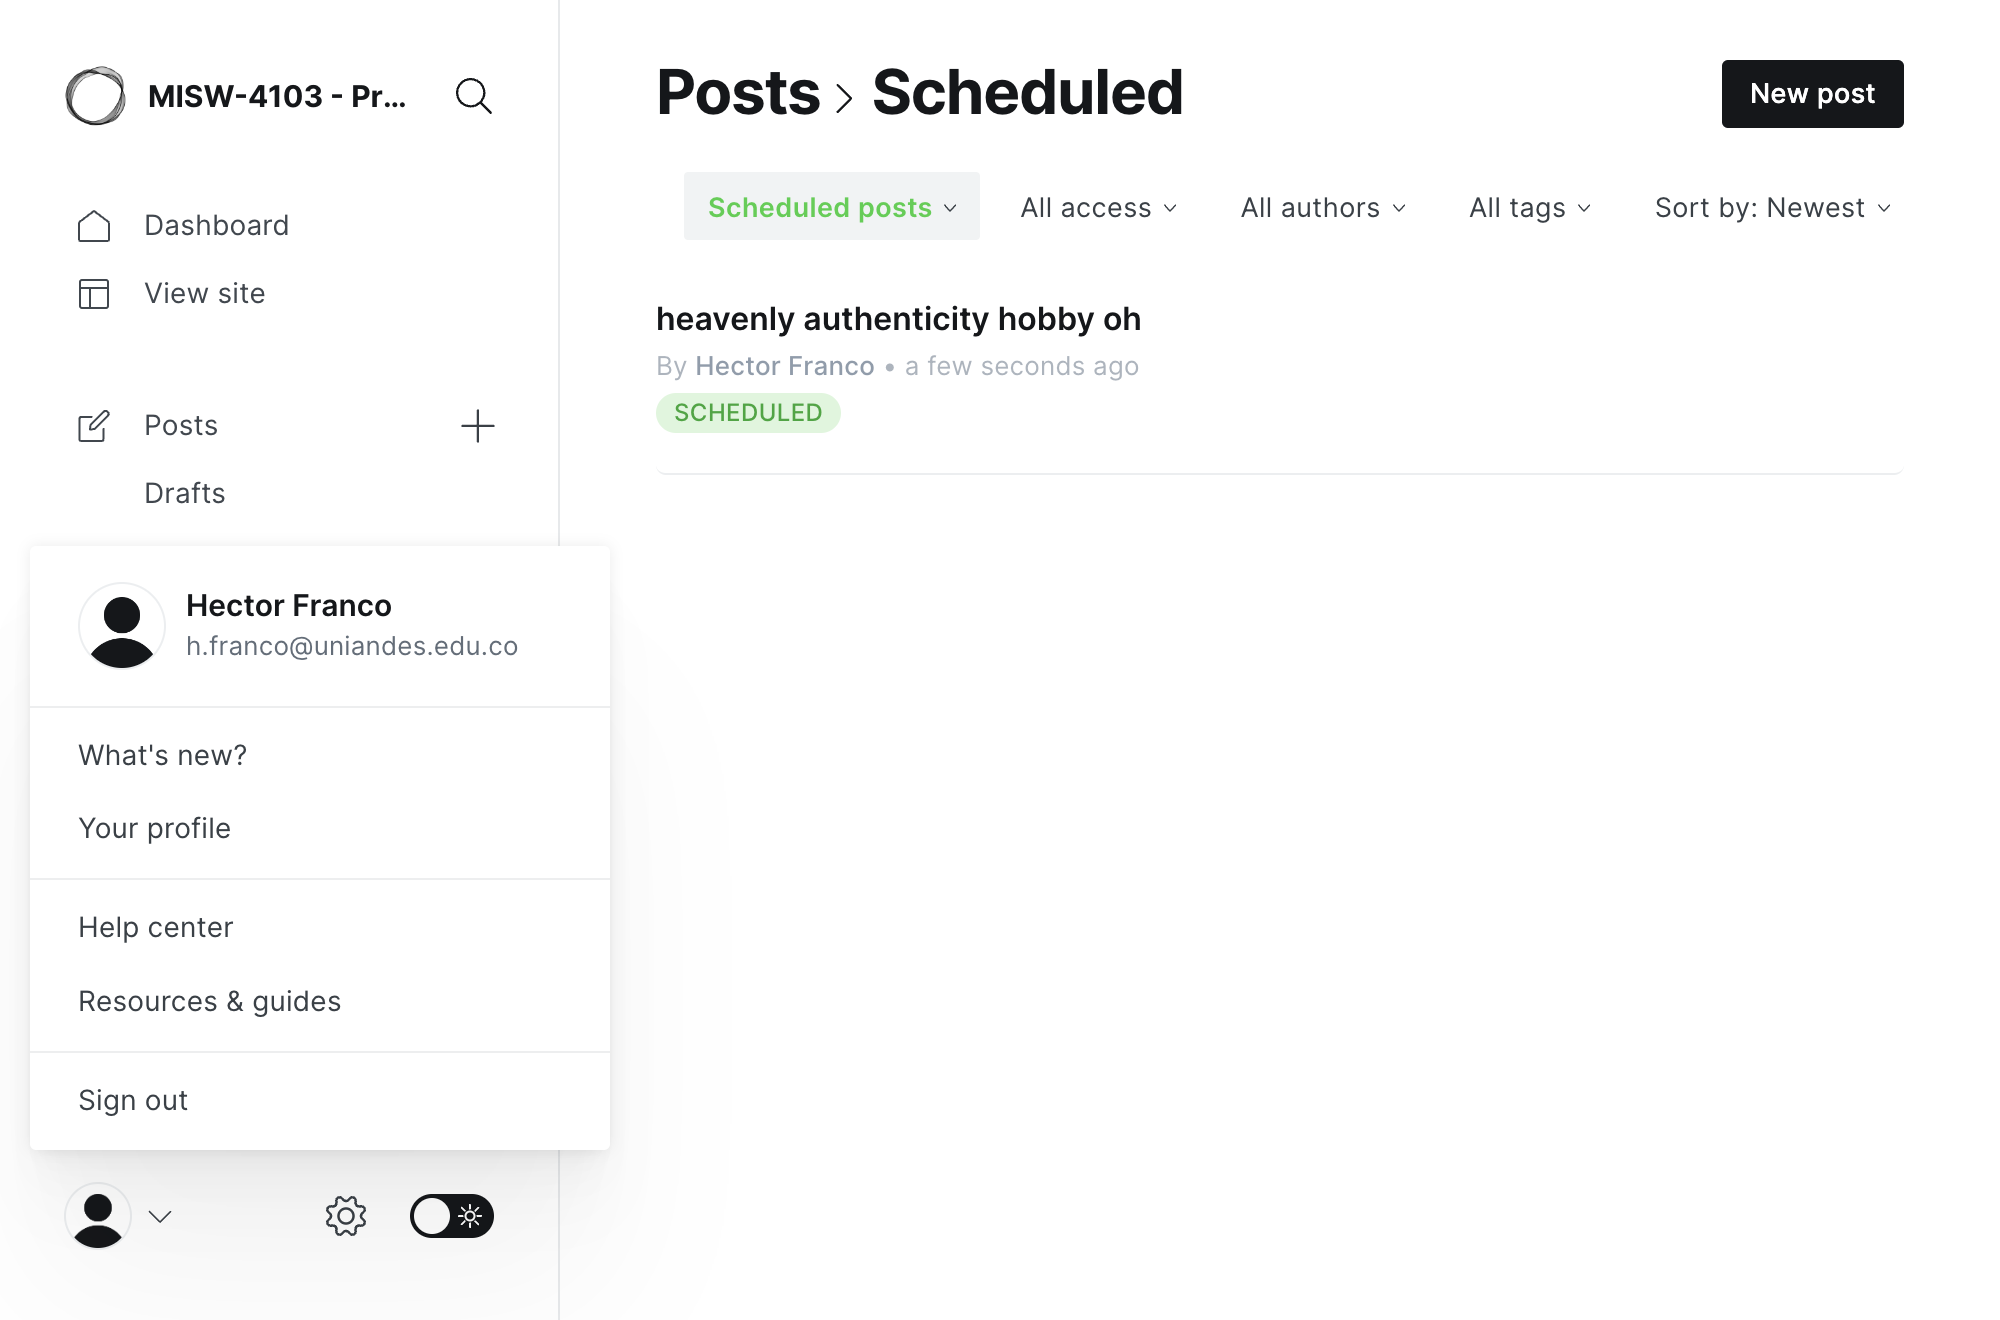 MISW-4103 - Pr...
Dashboard
View site
Posts
Drafts
Hector Franco
h.franco@uniandes.edu.co
What's new?
Your profile
Help center
Resources & guides
Sign out
Posts > Scheduled
New post
Scheduled posts
All access
All authors
All tags
Sort by: Newest
heavenly authenticity hobby oh
By Hector Franco • a few seconds ago
SCHEDULED